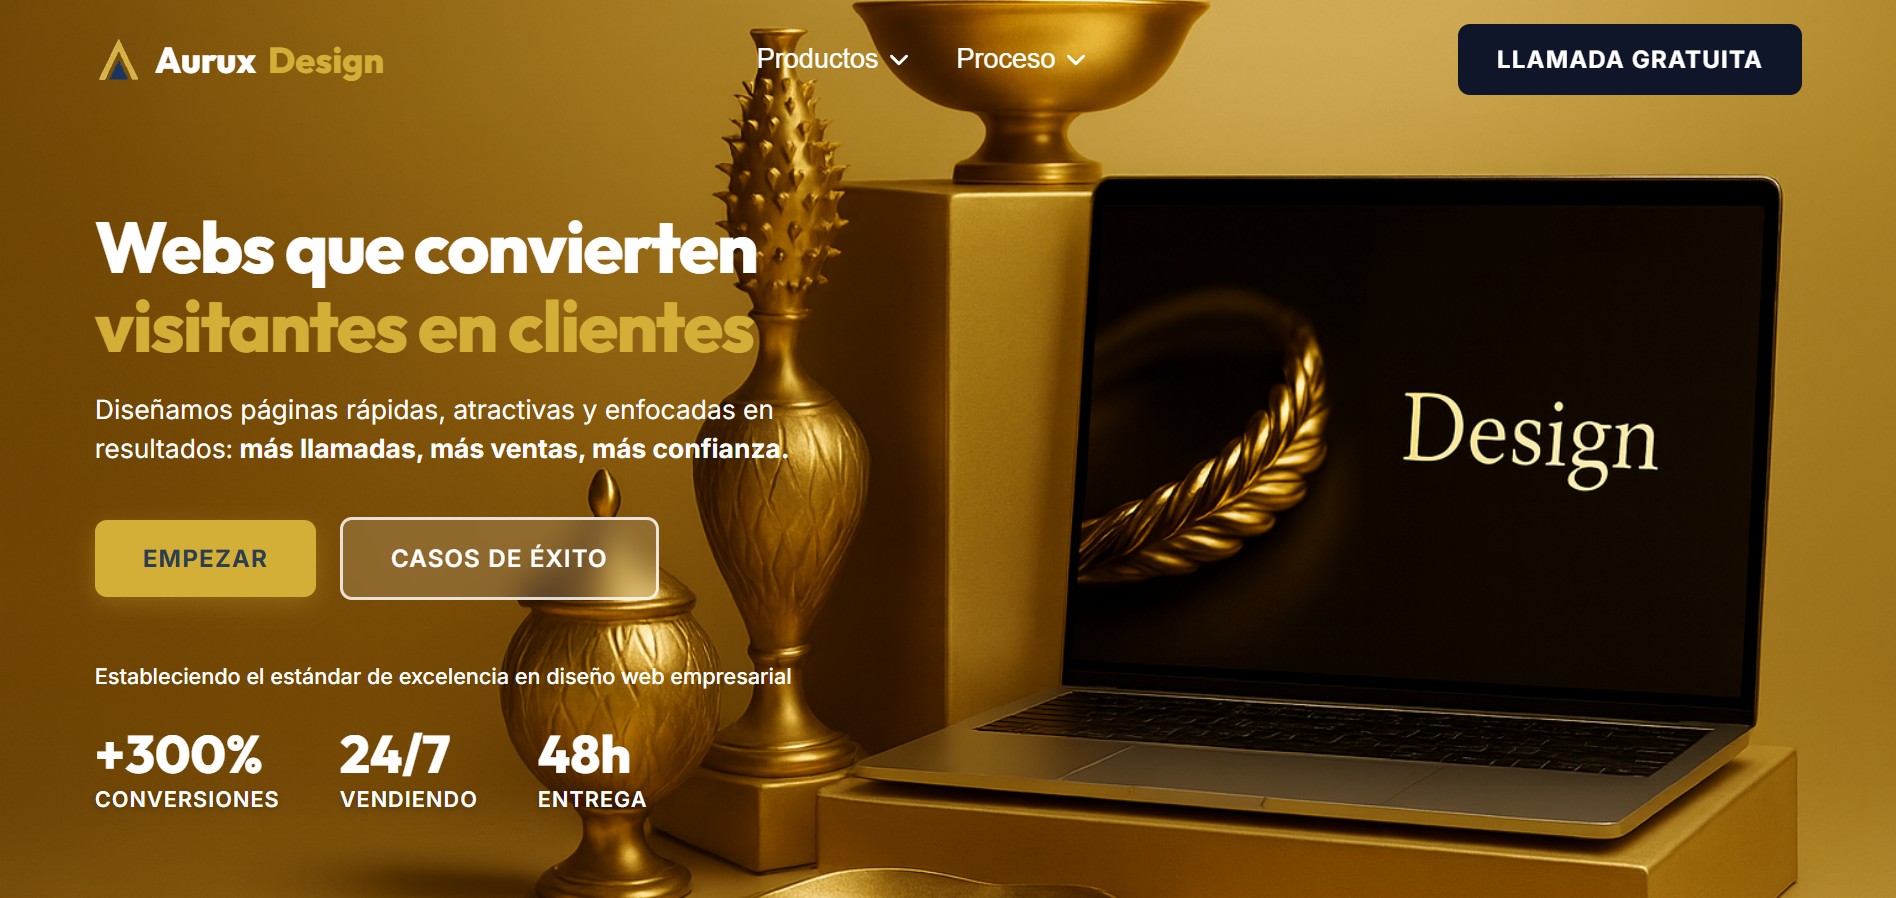 Aurux Design
Productos
Proceso
LLAMADA GRATUITA
Webs que convierten
visitantes en clientes
Diseñamos páginas rápidas, atractivas y enfocadas en
resultados: más llamadas, más ventas, más confianza.
EMPEZAR
CASOS DE ÉXITO
Design
Estableciendo el estándar de excelencia en diseño web empresarial
+300%
CONVERSIONES
24/7
VENDIENDO
48h
ENTREGA